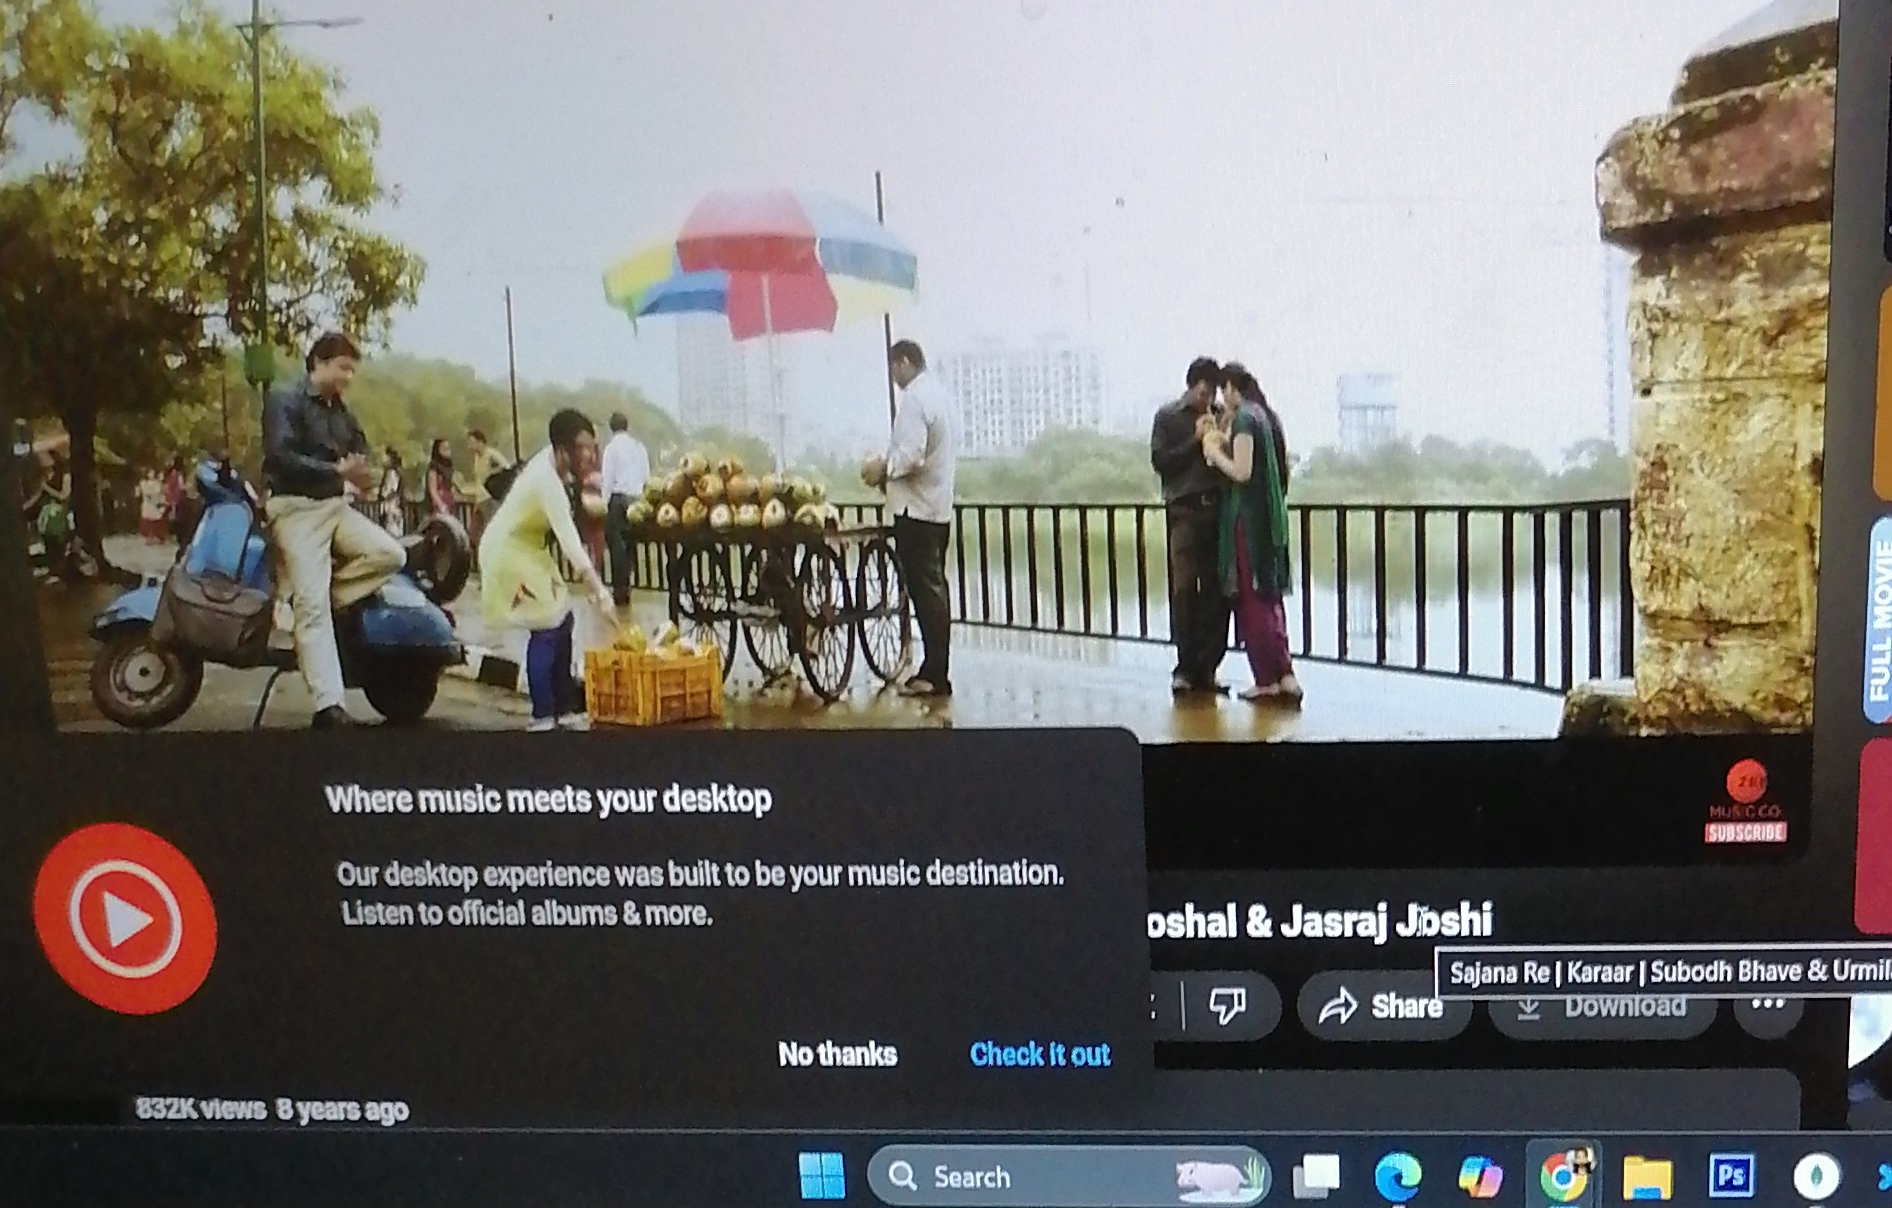 FULL MOVIE
ZEE
MUSIC CO.
SUBSCRIBE
Where music meets your desktop
Our desktop experience was built to be your music destination.
Listen to official albums & more.
oshal & Jasraj Joshi
Sajana Re | Karaar | Subodh Bhave & Urmil
Share
Download
No thanks
Check it out
832K views 8 years ago
Search
Ps